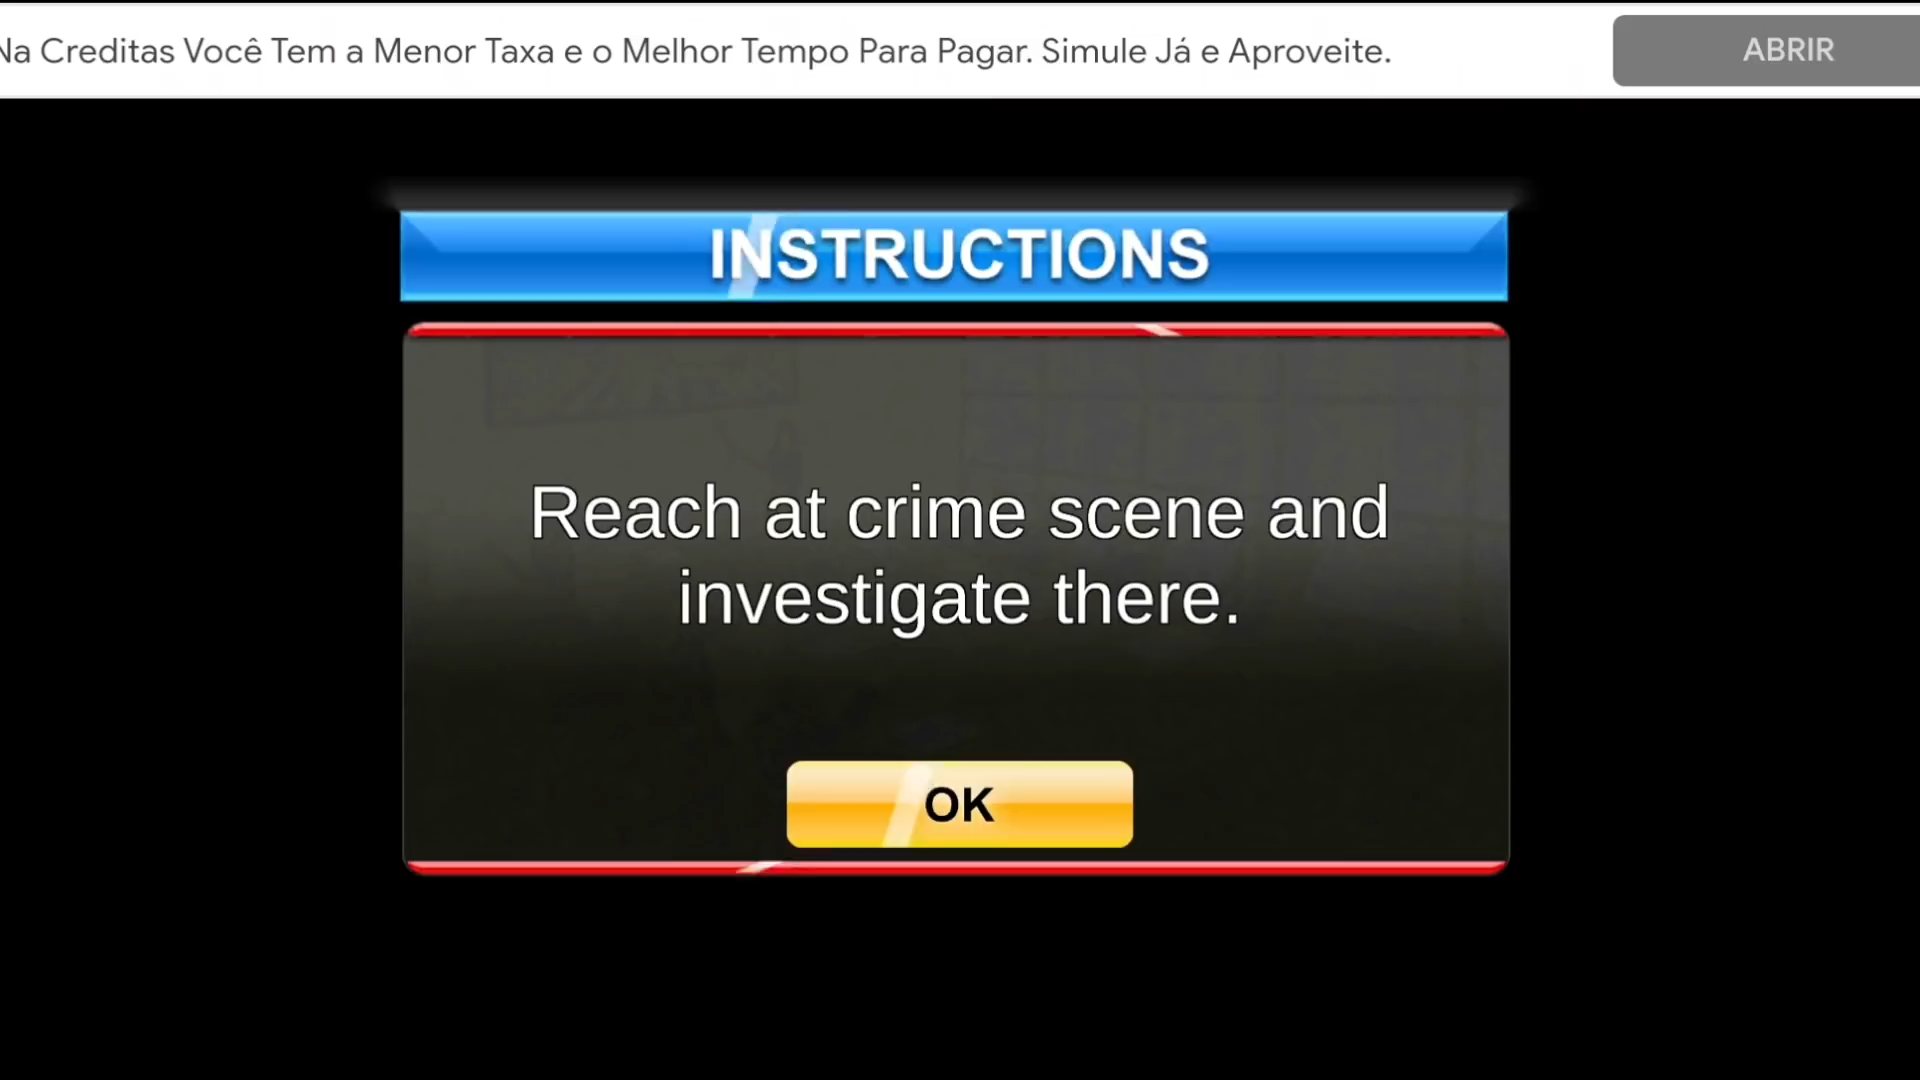 Na Creditas Você Tem a Menor Taxa e o Melhor Tempo Para Pagar. Simule Já e Aproveite.
ABRIR
INSTRUCTIONS
Reach at crime scene and
investigate there.
OK